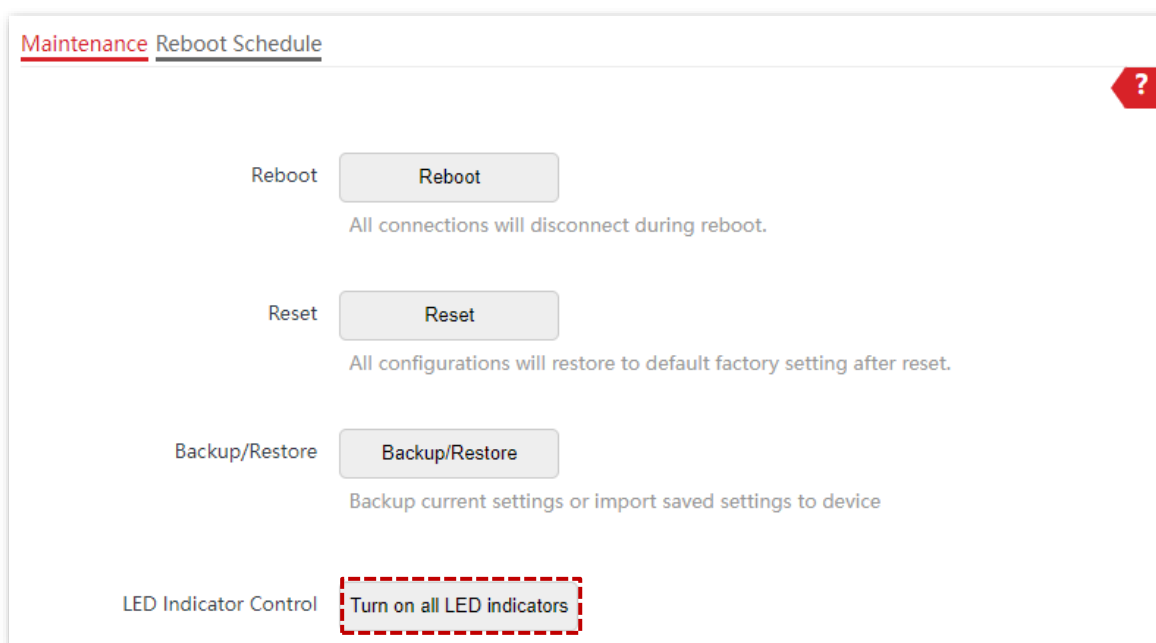 Maintenance Reboot Schedule
?
Reboot Reboot
All connections will disconnect during reboot.
Reset Reset
All configurations will restore to default factory setting after reset.
Backup/Restore Backup/Restore
Backup current settings or import saved settings to device
LED Indicator Control Turn on all LED indicators